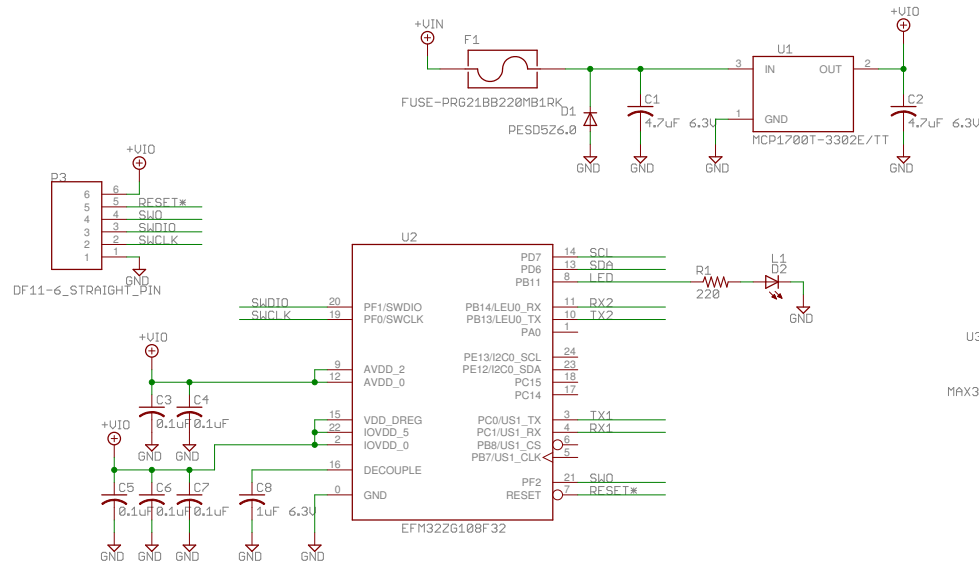 +VIN
+VIO
F1
U1
3 IN OUT 2
FUSE-PRG21BB220MB1RK
D1
C1
C2
PESD5Z6.0
4.7uF 6.3V
1 GND
4.7uF 6.3V
MCP1700T-3302E/TT
GND
GND
GND
GND
+VIO
P3
6 6
5 5 RESET*
4 4 SWO
3 3 SWDIO
2 2 SWCLK
1 1
GND
DF11-6_STRAIGHT_PIN
U2
PD7 14 SCL
PD6 13 SDA
PB11 8 LED
R1
220
L1
D2
GND
SWDIO 20 PF1/SWDIO
SWCLK 19 PF0/SWCLK
PB14/LEU0_RX 11 RX2
PB13/LEU0_TX 10 TX2
PA0 1
U3
+VIO
PE13/I2C0_SCL 24
PE12/I2C0_SDA 23
PC15 18
PC14 17
9 AVDD_2
12 AVDD_0
MAX3
C3
C4
0.1uF
0.1uF
GND
GND
15 VDD_DREG
22 IOVDD_5
2 IOVDD_0
PC0/US1_TX 3 TX1
PC1/US1_RX 4 RX1
PB8/US1_CS 6
PB7/US1_CLK 5
+VIO
16 DECOUPLE
0 GND
PF2 21 SWO
RESET 7 RESET*
C5
C6
C7
C8
0.1uF
0.1uF
0.1uF
1uF 6.3V
EFM32ZG108F32
GND
GND
GND
GND
GND